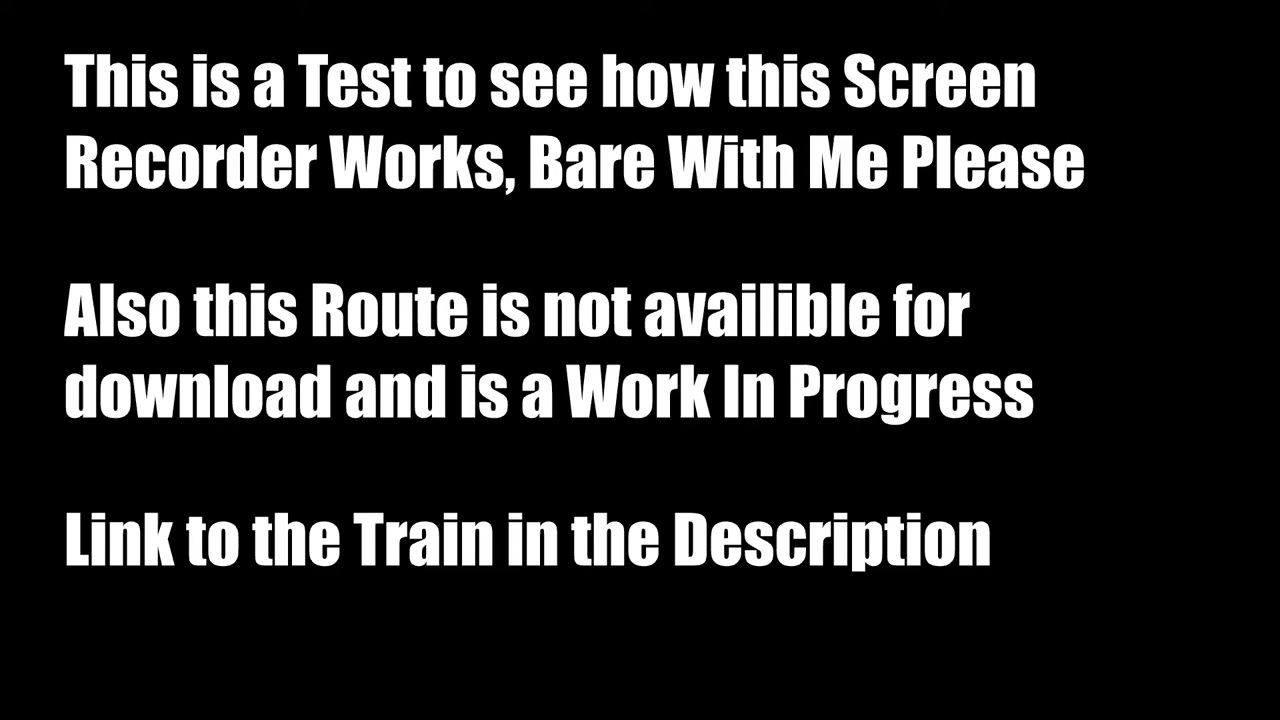 This is a Test to see how this Screen
Recorder Works, Bare With Me Please
Also this Route is not availible for
download and is a Work In Progress
Link to the Train in the Description